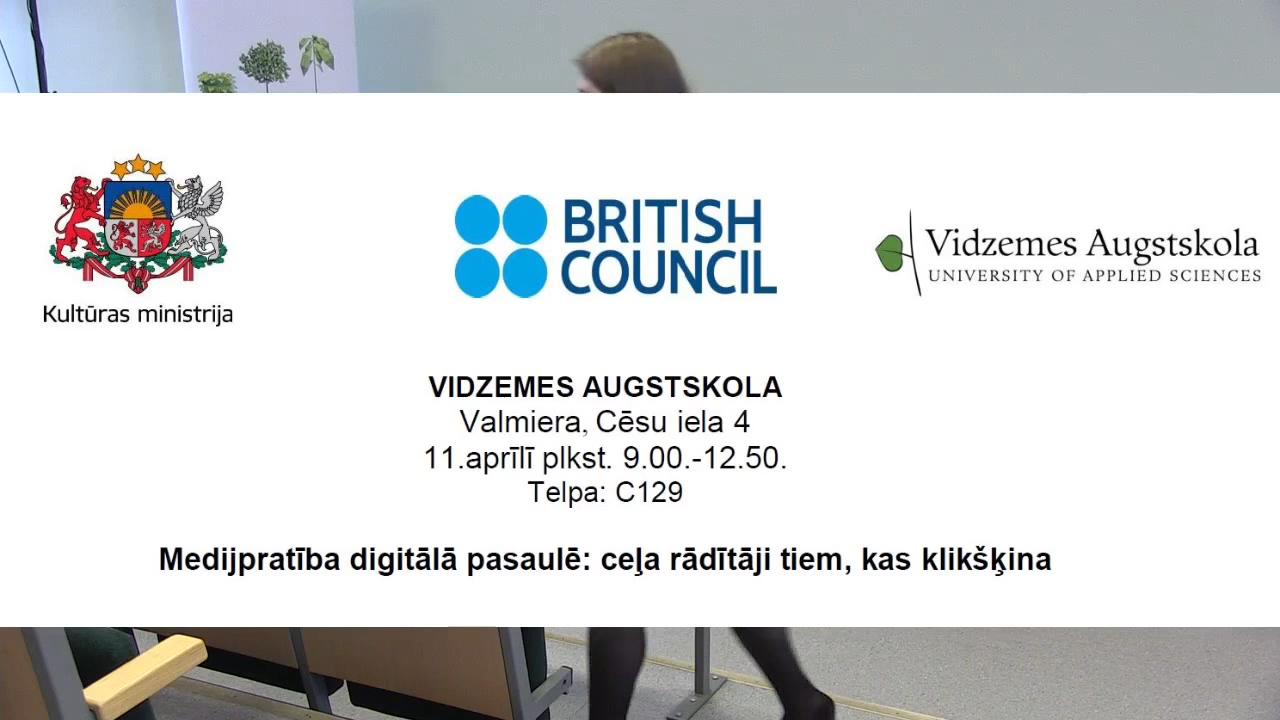 Kultūras ministrija
BRITISH
COUNCIL
Vidzemes Augstskola
UNIVERSITY OF APPLIED SCIENCES
VIDZEMES AUGSTSKOLA
Valmiera, Cēsu iela 4
11.aprīlī plkst. 9.00.-12.50.
Telpa: C129
Medijpratība digitālā pasaulē: ceļa rādītāji tiem, kas klikšķina